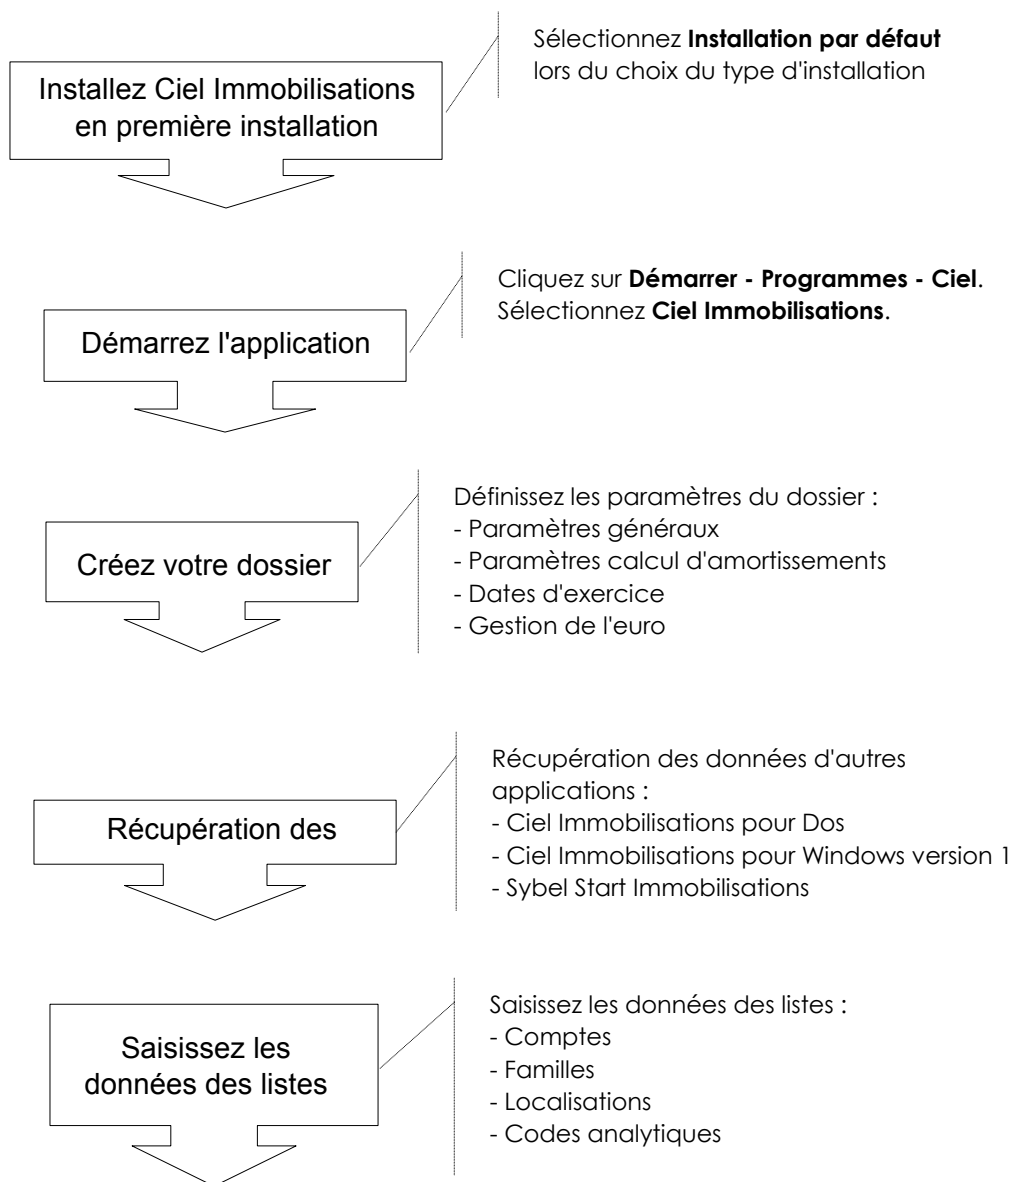 Installez Ciel Immobilisations
en première installation
Sélectionnez Installation par défaut
lors du choix du type d'installation
Démarrez l'application
Cliquez sur Démarrer - Programmes - Ciel.
Sélectionnez Ciel Immobilisations.
Créez votre dossier
Définissez les paramètres du dossier :
- Paramètres généraux
- Paramètres calcul d'amortissements
- Dates d'exercice
- Gestion de l'euro
Récupération des
Récupération des données d'autres
applications :
- Ciel Immobilisations pour Dos
- Ciel Immobilisations pour Windows version 1
- Sybel Start Immobilisations
Saisissez les
données des listes
Saisissez les données des listes :
- Comptes
- Familles
- Localisations
- Codes analytiques